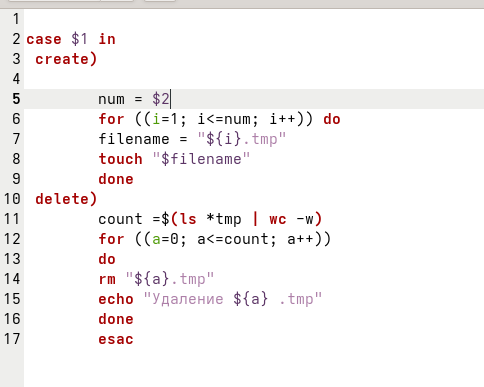 1
2 case $1 in
3 create)
4
5 num = $2
6 for ((i=1; i<=num; i++)) do
7 filename = "${i}.tmp"
8 touch "$filename"
9 done
10 delete)
11 count =$(ls *tmp | wc -w)
12 for ((a=0; a<=count; a++))
13 do
14 rm "${a}.tmp"
15 echo "Удаление ${a} .tmp"
16 done
17 esac